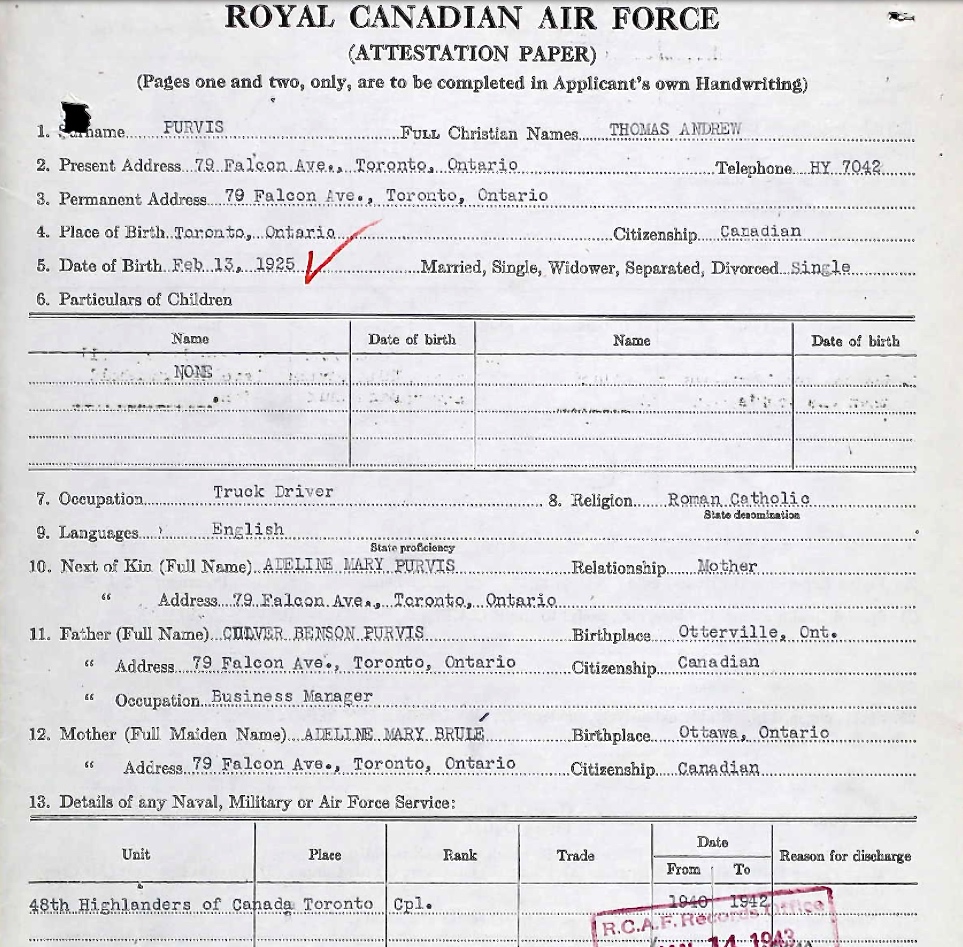 ROYAL CANADIAN AIR FORCE
(ATTESTATION PAPER)
(Pages one and two, only, are to be completed in Applicant's own Handwriting)
1. Surname PURVIS Full Christian Names THOMAS ANDREW
2. Present Address 79 Falcon Ave., Toronto, Ontario Telephone HY 7042
3. Permanent Address 79 Falcon Ave., Toronto, Ontario
4. Place of Birth Toronto, Ontario Citizenship Canadian
5. Date of Birth Feb 13, 1925 Married, Single, Widower, Separated, Divorced Single
6. Particulars of Children
Name Date of birth Name Date of birth
NONE
7. Occupation Truck Driver 8. Religion Roman Catholic
State denomination
9. Languages English
State proficiency
10. Next of Kin (Full Name) ADELINE MARY PURVIS Relationship Mother
" Address 79 Falcon Ave., Toronto, Ontario
11. Father (Full Name) CULVER BENSON PURVIS Birthplace Otterville, Ont.
" Address 79 Falcon Ave., Toronto, Ontario Citizenship Canadian
" Occupation Business Manager
12. Mother (Full Maiden Name) ADELINE MARY BRULÉ Birthplace Ottawa, Ontario
" Address 79 Falcon Ave., Toronto, Ontario Citizenship Canadian
13. Details of any Naval, Military or Air Force Service:
Unit Place Rank Trade Date Reason for discharge
From To
48th Highlanders of Canada Toronto Cpl. 1940 1942
R.C.A.F. Records Office
JAN 14 1943